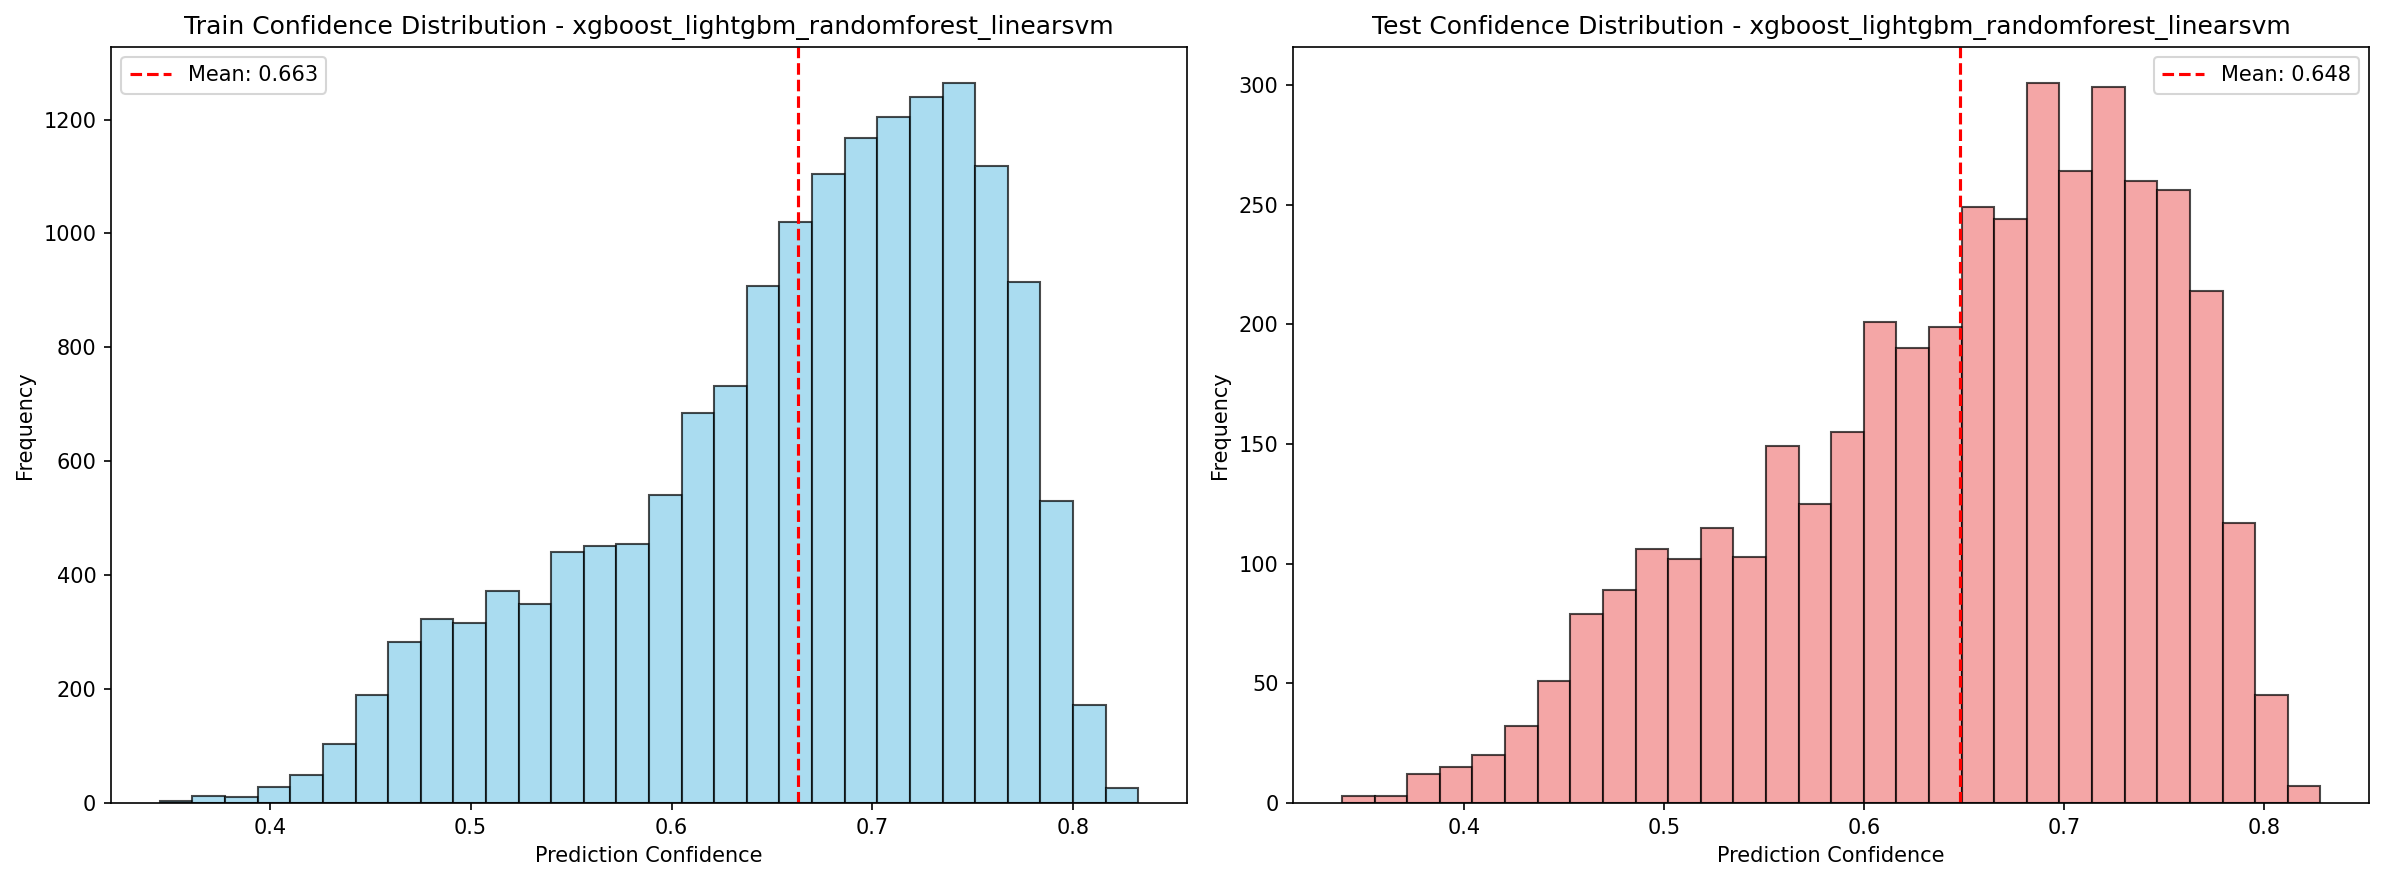 Train Confidence Distribution - xgboost_lightgbm_randomforest_linearsvm
Mean: 0.663
1200
1000
800
600
400
200
0
Frequency
0.4 0.5 0.6 0.7 0.8
Prediction Confidence
Test Confidence Distribution - xgboost_lightgbm_randomforest_linearsvm
Mean: 0.648
300
250
200
150
100
50
0
Frequency
0.4 0.5 0.6 0.7 0.8
Prediction Confidence